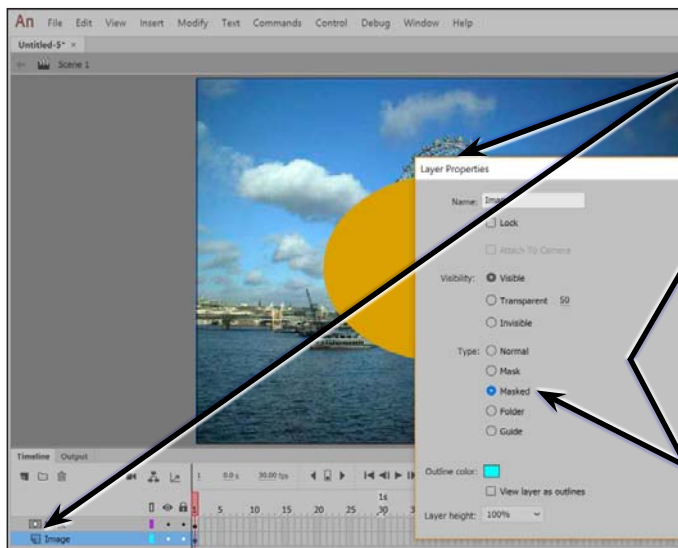 An File Edit View Insert Modify Text Commands Control Debug Window Help
Untitled-5* ×
Scene 1
Layer Properties
Name:
Lock
Attach To Camera
Visibility: Visible
Transparent 50
Invisible
Type: Normal
Mask
Masked
Folder
Guide
Timeline Output
1 0.0 s 30.00 fps
Outline color:
View layer as outlines
1s
5 10 15 20 25 30
Layer height: 100%
Image